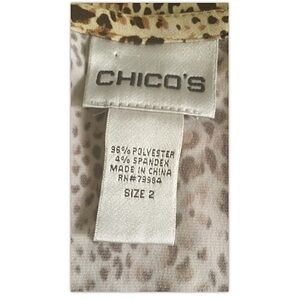 CHICO'S
96% POLYESTER
4% SPANDEX
MADE IN CHINA
RN#79984
SIZE 2